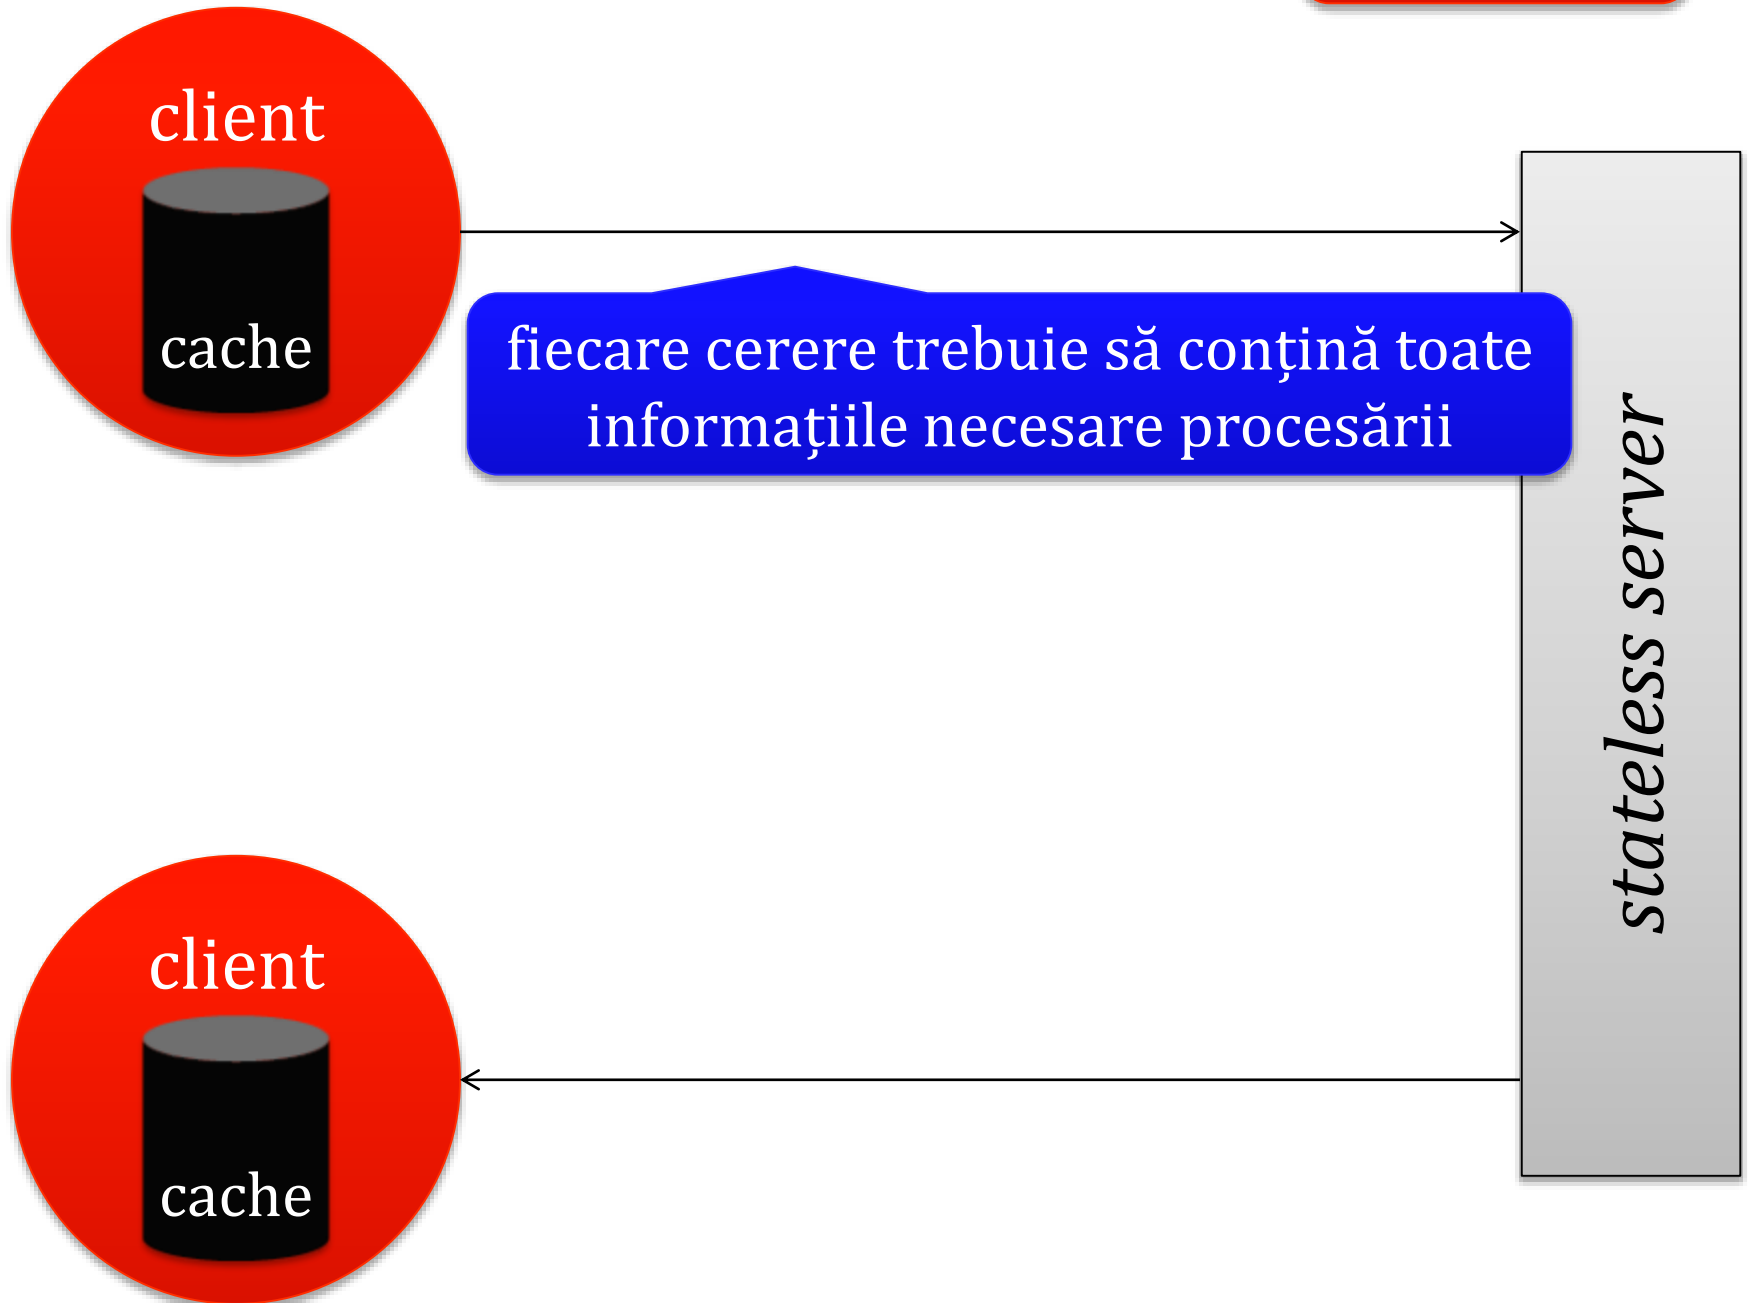 client
cache
fiecare cerere trebuie să conțină toate
informațiile necesare procesării
stateless server
client
cache